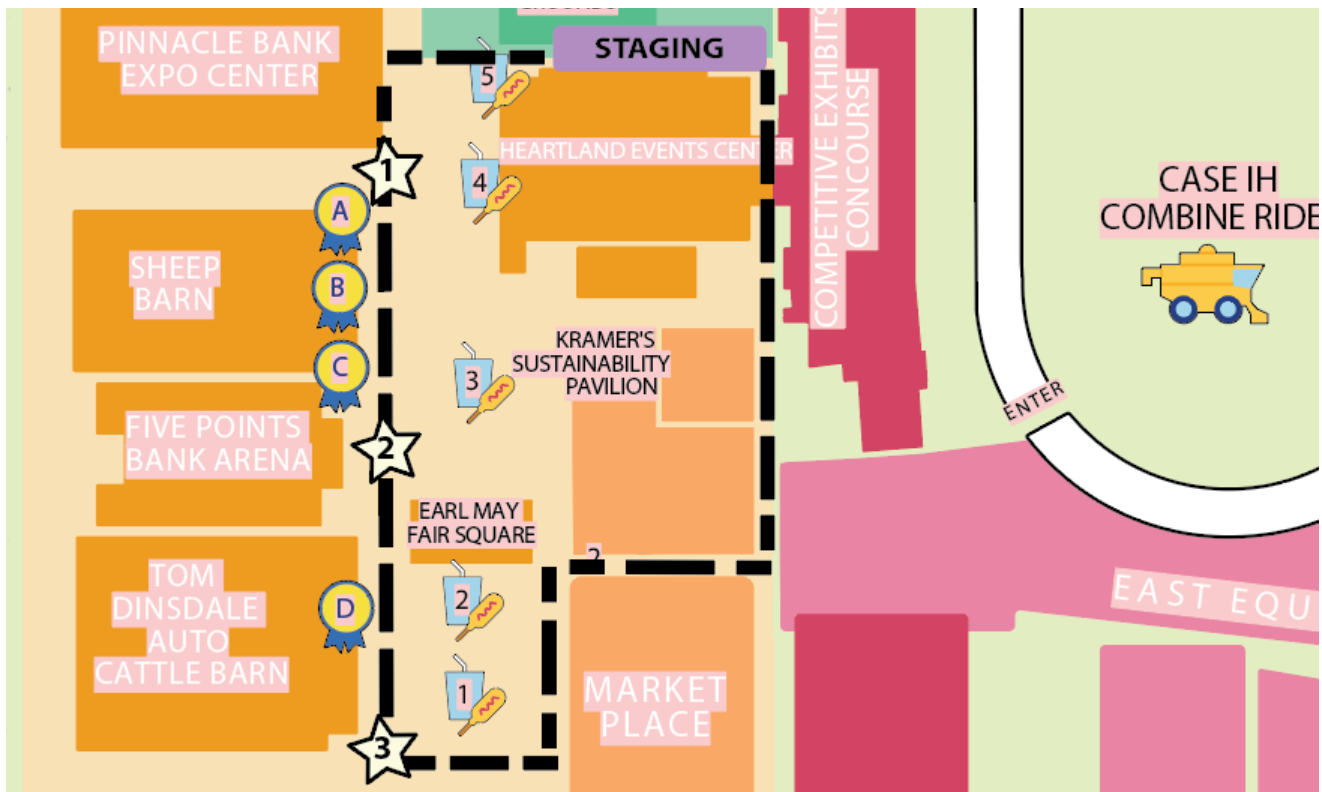 PINNACLE BANK
EXPO CENTER
STAGING
5
HEARTLAND EVENTS CENTER
1
4
A
SHEEP
BARN
B
C
COMPETITIVE EXHIBITS
CONCOURSE
CASE IH
COMBINE RIDE
KRAMER'S
SUSTAINABILITY
PAVILION
3
ENTER
FIVE POINTS
BANK ARENA
2
EARL MAY
FAIR SQUARE
2
TOM
DINSDALE
AUTO
CATTLE BARN
D
2
1
3
MARKET
PLACE
EAST EQU